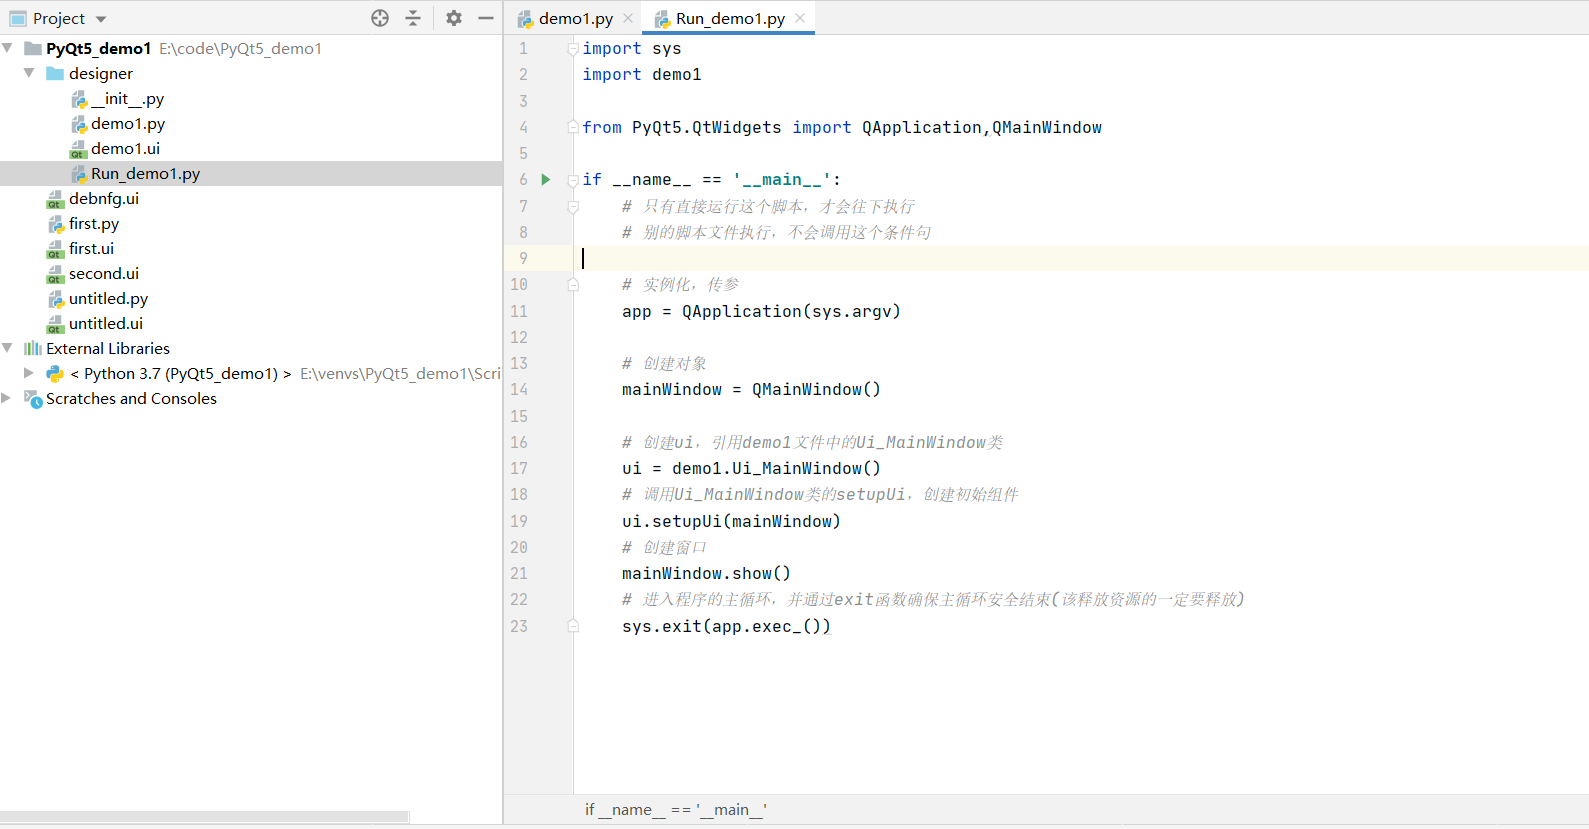 Project
PyQt5_demo1 E:\code\PyQt5_demo1
designer
__init__.py
demo1.py
demo1.ui
Run_demo1.py
debnfg.ui
first.py
first.ui
second.ui
untitled.py
untitled.ui
External Libraries
< Python 3.7 (PyQt5_demo1) > E:\venvs\PyQt5_demo1\Scri
Scratches and Consoles
demo1.py Run_demo1.py
1 import sys
2 import demo1
3
4 from PyQt5.QtWidgets import QApplication,QMainWindow
5
6 if __name__ == '__main__':
7 # 只有直接运行这个脚本，才会往下执行
8 # 别的脚本文件执行，不会调用这个条件句
9
10 # 实例化，传参
11 app = QApplication(sys.argv)
12
13 # 创建对象
14 mainWindow = QMainWindow()
15
16 # 创建ui，引用demo1文件中的Ui_MainWindow类
17 ui = demo1.Ui_MainWindow()
18 # 调用Ui_MainWindow类的setupUi，创建初始组件
19 ui.setupUi(mainWindow)
20 # 创建窗口
21 mainWindow.show()
22 # 进入程序的主循环，并通过exit函数确保主循环安全结束(该释放资源的一定要释放)
23 sys.exit(app.exec_())
if __name__ == '__main__'